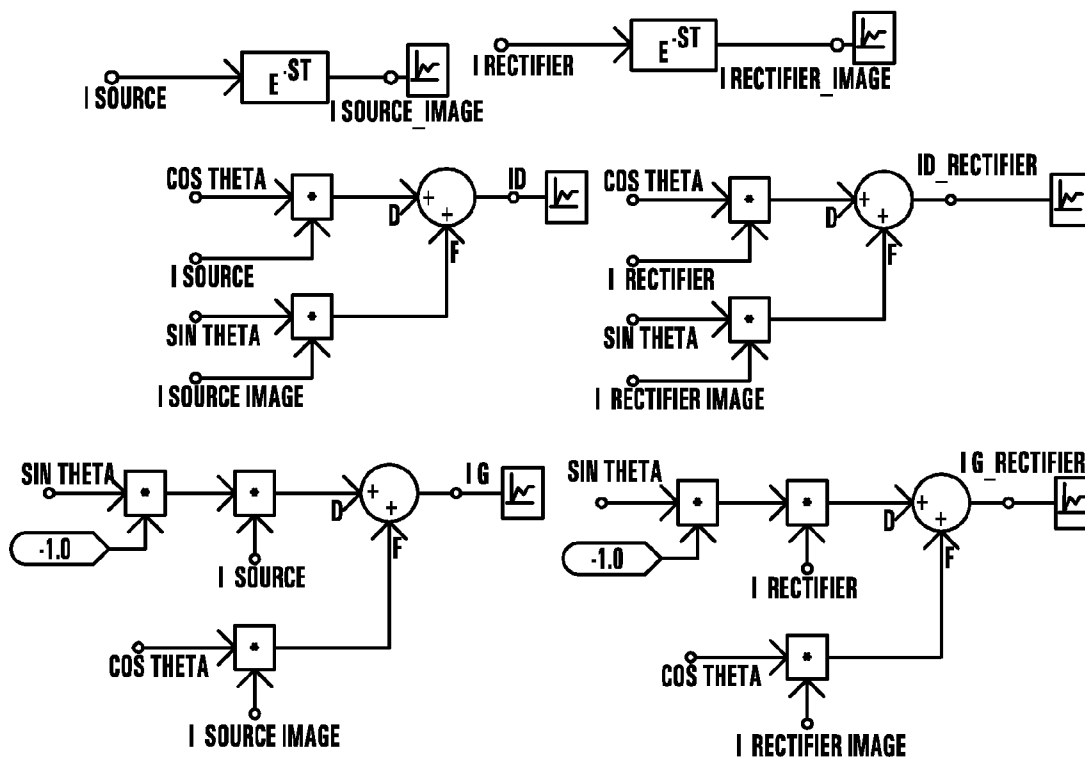 E -ST
I SOURCE
I SOURCE_IMAGE
E -ST
I RECTIFIER
I RECTIFIER_IMAGE
COS THETA
*
D
+
+
ID
F
I SOURCE
SIN THETA
*
I SOURCE IMAGE
COS THETA
*
D
+
+
ID_RECTIFIER
F
I RECTIFIER
SIN THETA
*
I RECTIFIER IMAGE
SIN THETA
*
*
D
+
+
I G
-1.0
F
I SOURCE
COS THETA
*
I SOURCE IMAGE
SIN THETA
*
*
D
+
+
I G_RECTIFIER
-1.0
F
I RECTIFIER
COS THETA
*
I RECTIFIER IMAGE